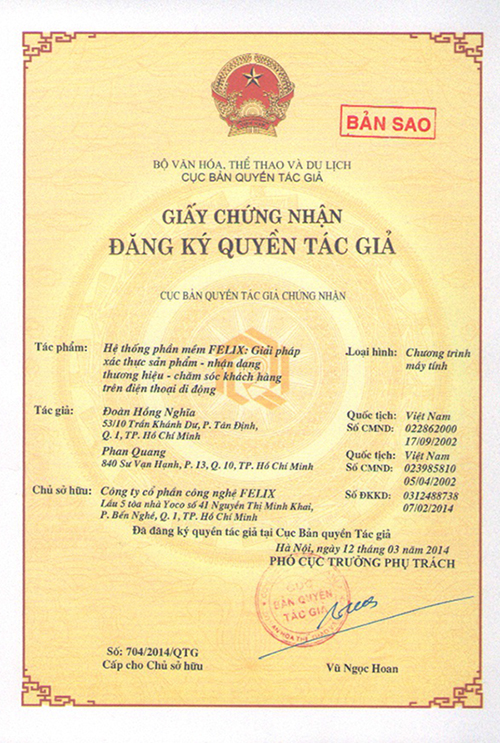 BẢN SAO
BỘ VĂN HÓA, THỂ THAO VÀ DU LỊCH
CỤC BẢN QUYỀN TÁC GIẢ
GIẤY CHỨNG NHẬN
ĐĂNG KÝ QUYỀN TÁC GIẢ
CỤC BẢN QUYỀN TÁC GIẢ CHỨNG NHẬN
Tác phẩm: Hệ thống phần mềm FELIX: Giải pháp Loại hình: Chương trình
xác thực sản phẩm - nhận dạng máy tính
thương hiệu - chăm sóc khách hàng
trên điện thoại di động
Tác giả: Đoàn Hồng Nghĩa Quốc tịch: Việt Nam
53/10 Trần Khánh Dư, P. Tân Định, Số CMND: 022862000
Q. 1, TP. Hồ Chí Minh 17/09/2002
Phan Quang Quốc tịch: Việt Nam
840 Sư Vạn Hạnh, P. 13, Q. 10, TP. Hồ Chí Minh Số CMND: 023985810
05/04/2002
Chủ sở hữu: Công ty cổ phần công nghệ FELIX Số ĐKKD: 0312488738
Lầu 5 tòa nhà Yoco số 41 Nguyễn Thị Minh Khai, 07/02/2014
P. Bến Nghé, Q. 1, TP. Hồ Chí Minh
Đã đăng ký quyền tác giả tại Cục Bản quyền Tác giả
Hà Nội, ngày 12 tháng 03 năm 2014
PHÓ CỤC TRƯỞNG PHỤ TRÁCH
CỤC
BẢN QUYỀN
TÁC GIẢ
Số: 704/2014/QTG
Cấp cho Chủ sở hữu Vũ Ngọc Hoan